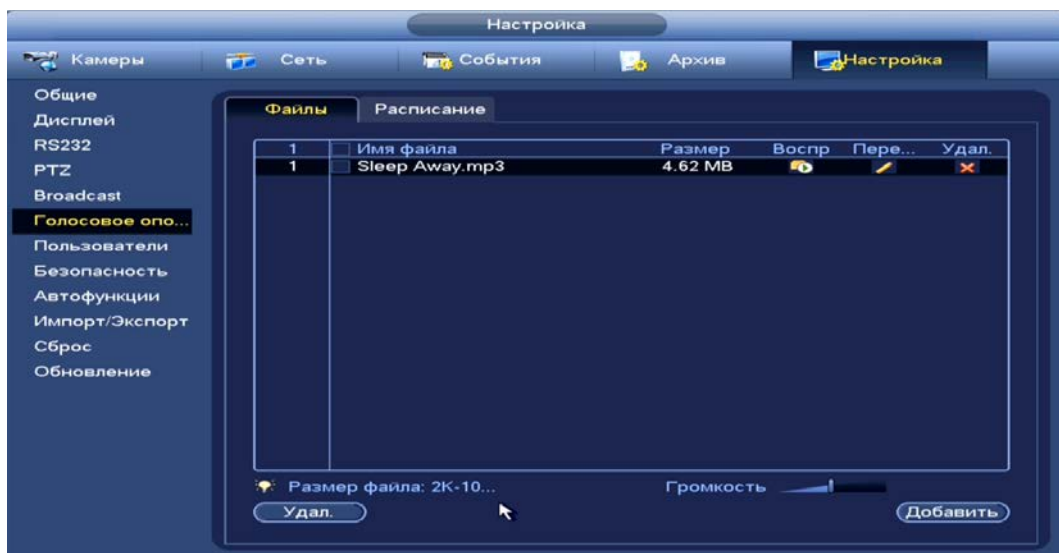 Настройка
Камеры Сеть События Архив Настройка
Общие
Дисплей
RS232
PTZ
Broadcast
Голосовое опо...
Пользователи
Безопасность
Автофункции
Импорт/Экспорт
Сброс
Обновление
Файлы Расписание
1 Имя файла Размер Воспр Пере... Удал.
1 Sleep Away.mp3 4.62 MB
Размер файла: 2K-10... Громкость
Удал. Добавить